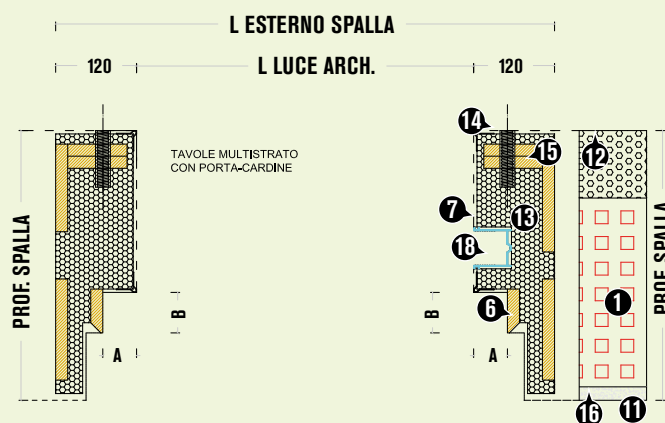 L ESTERNO SPALLA
120
L LUCE ARCH.
120
14
TAVOLE MULTISTRATO
CON PORTA-CARDINE
15
12
7
13
18
PROF. SPALLA
PROF. SPALLA
6
1
B
B
A
A
16
11